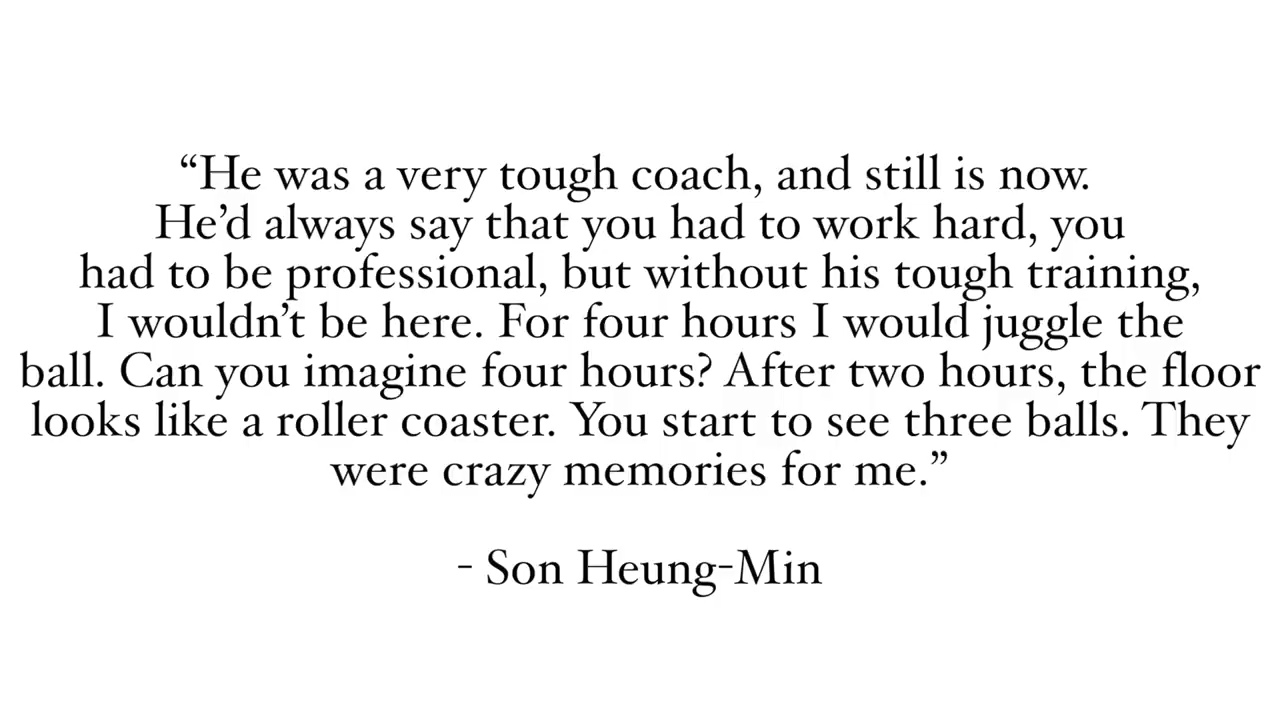 “He was a very tough coach, and still is now.
He’d always say that you had to work hard, you
had to be professional, but without his tough training,
I wouldn’t be here. For four hours I would juggle the
ball. Can you imagine four hours? After two hours, the floor
looks like a roller coaster. You start to see three balls. They
were crazy memories for me.”
- Son Heung-Min